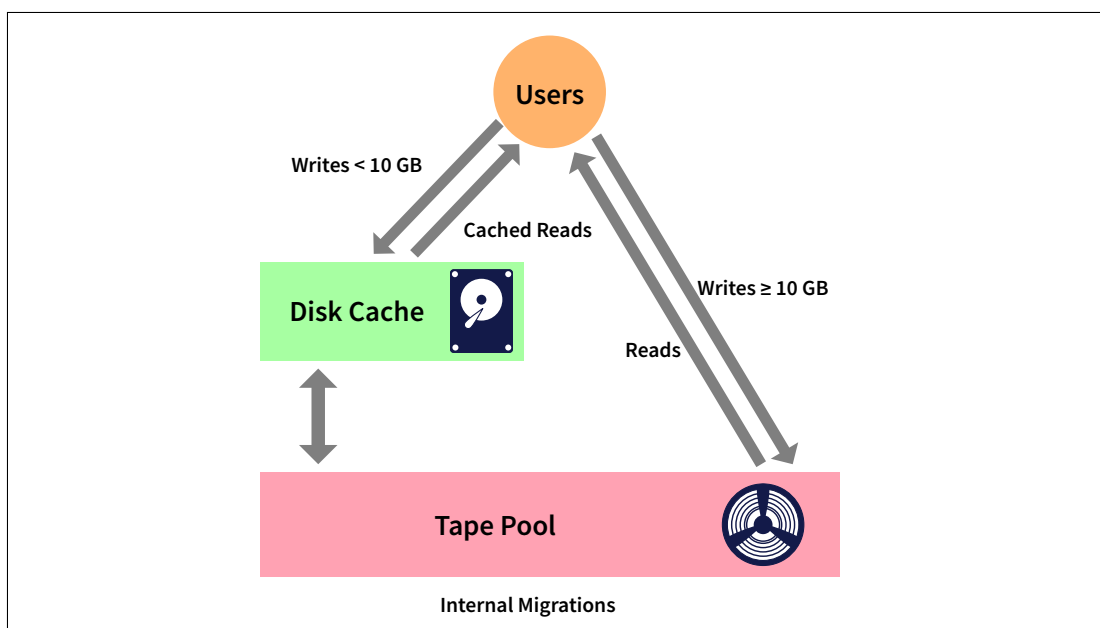 Users
Writes < 10 GB
Cached Reads
Writes ≥ 10 GB
Disk Cache
Reads
Tape Pool
Internal Migrations